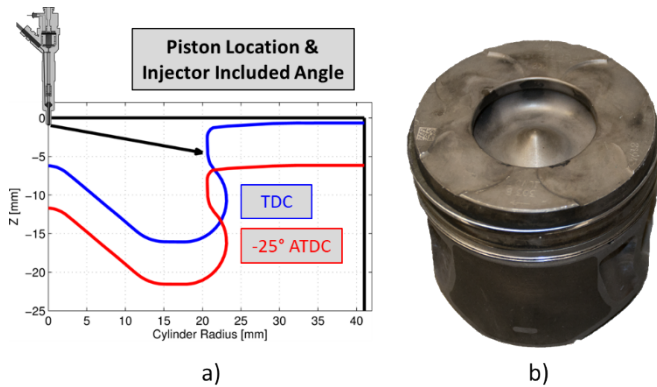 Piston Location &
Injector Included Angle
0
-5
-10
-15
-20
-25
Z [mm]
TDC
-25° ATDC
0 5 10 15 20 25 30 35 40
Cylinder Radius [mm]
a)
b)